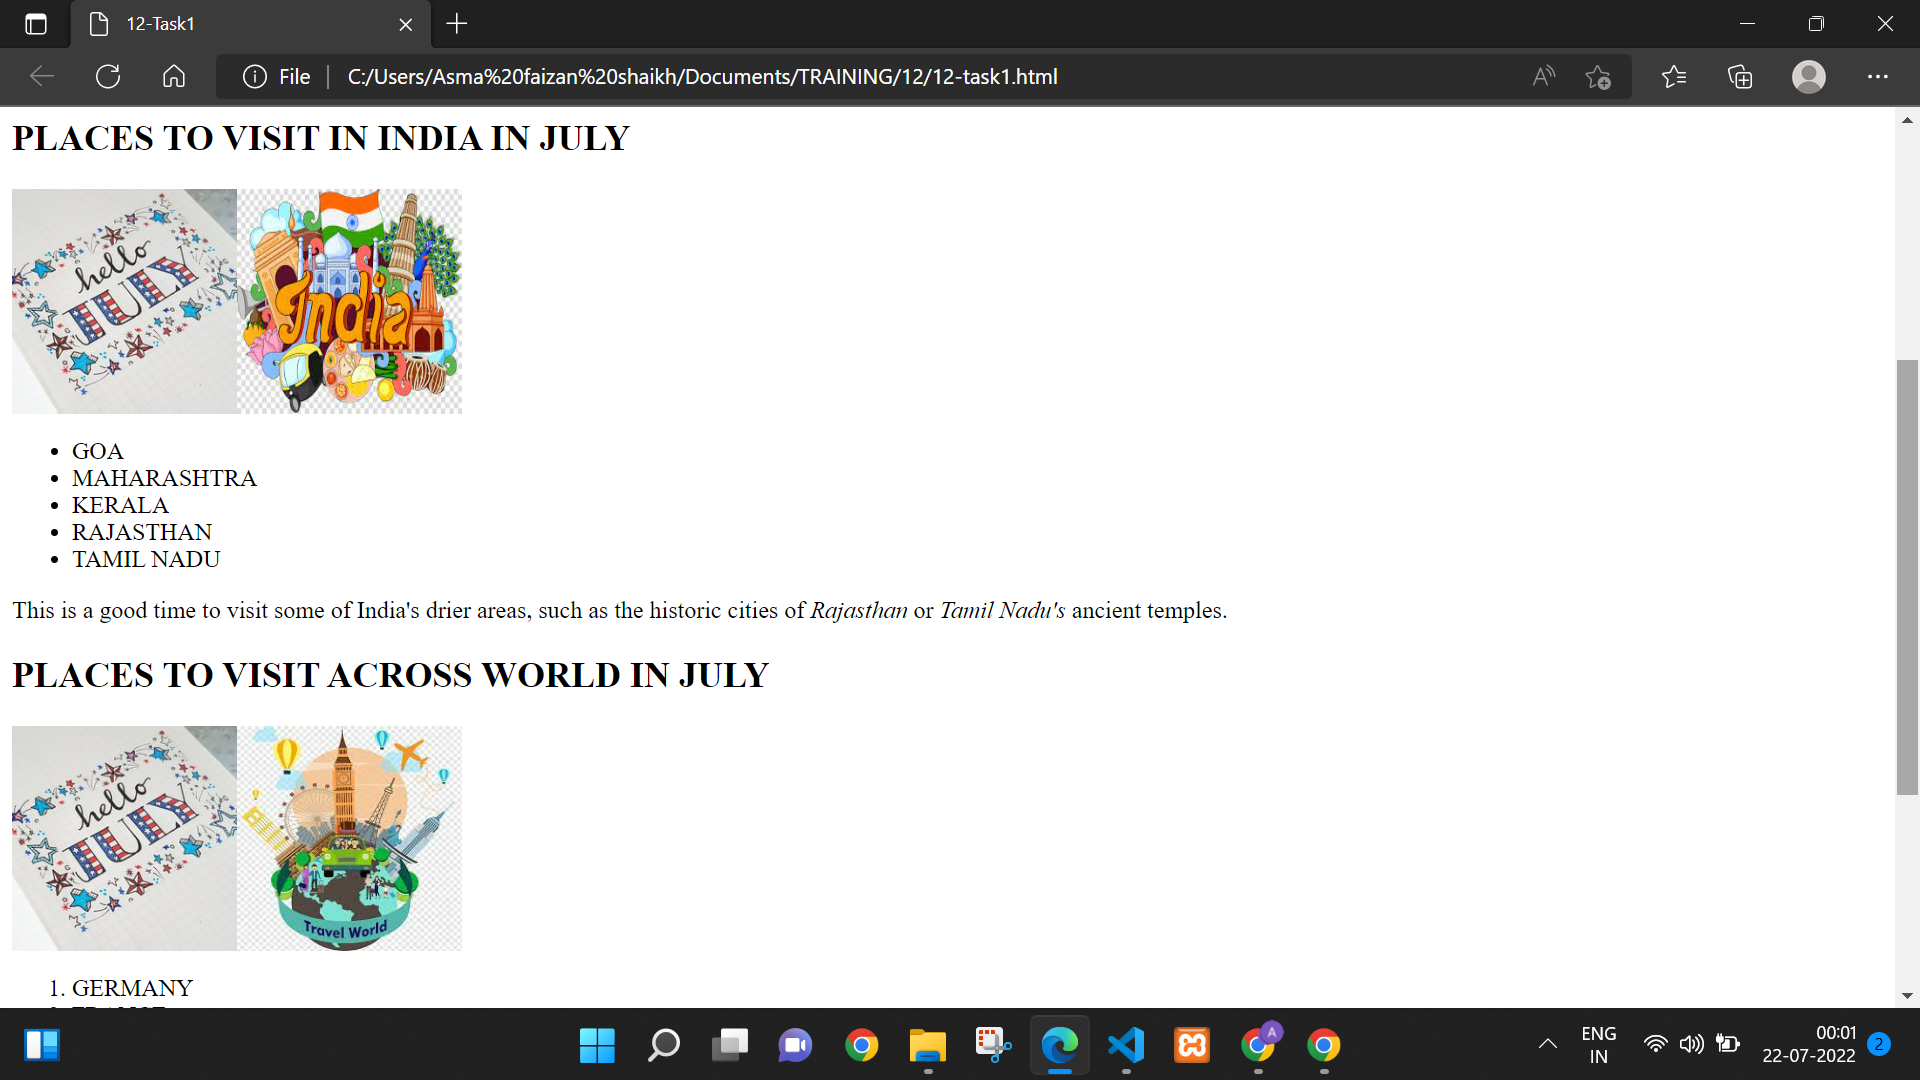 12-Task1
File
C:/Users/Asma%20faizan%20shaikh/Documents/TRAINING/12/12-task1.html
PLACES TO VISIT IN INDIA IN JULY
hello
JULY
India
GOA
MAHARASHTRA
KERALA
RAJASTHAN
TAMIL NADU
This is a good time to visit some of India's drier areas, such as the historic cities of Rajasthan or Tamil Nadu's ancient temples.
PLACES TO VISIT ACROSS WORLD IN JULY
hello
JULY
Travel World
1. GERMANY
ENG
IN
00:01
22-07-2022
2
A